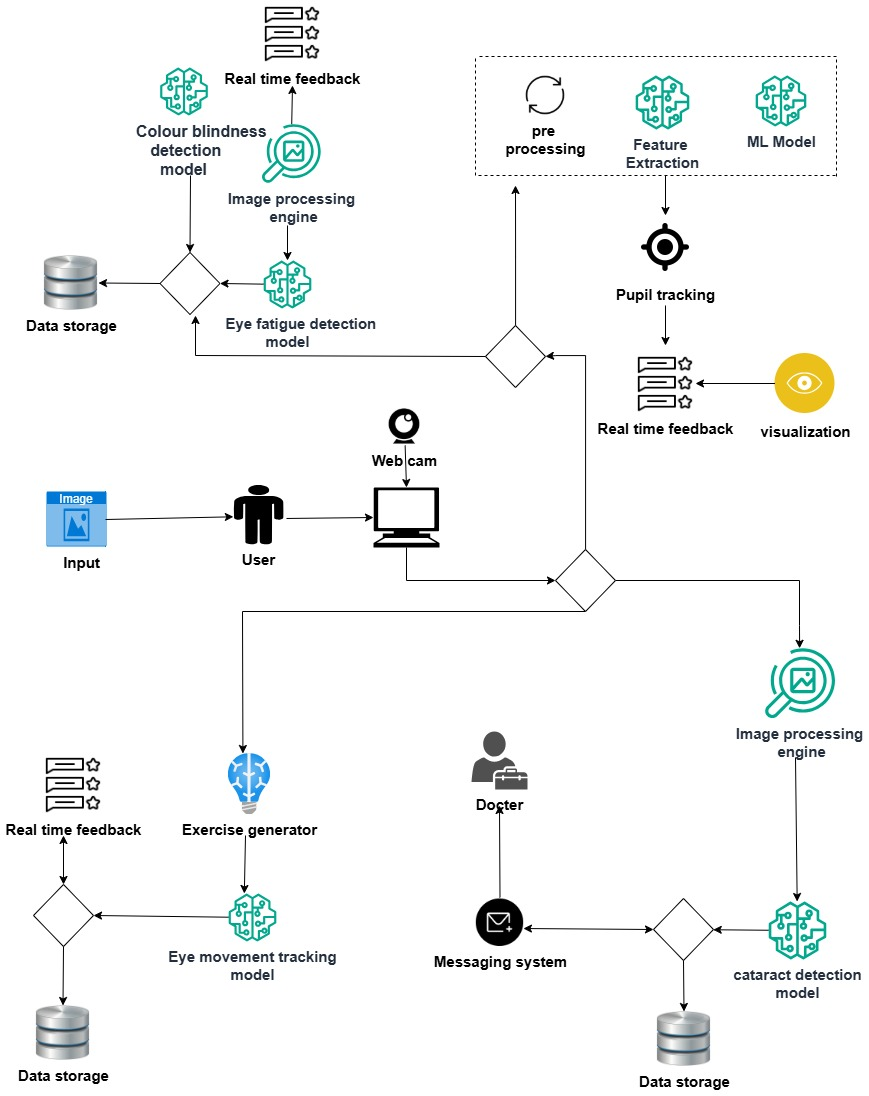 Real time feedback
Colour blindness
detection
model
Image processing
engine
Data storage
Eye fatigue detection
model
pre
processing
Feature
Extraction
ML Model
Pupil tracking
Real time feedback
visualization
Web cam
Image
Input
User
Image processing
engine
Docter
Real time feedback
Exercise generator
Eye movement tracking
model
Messaging system
cataract detection
model
Data storage
Data storage